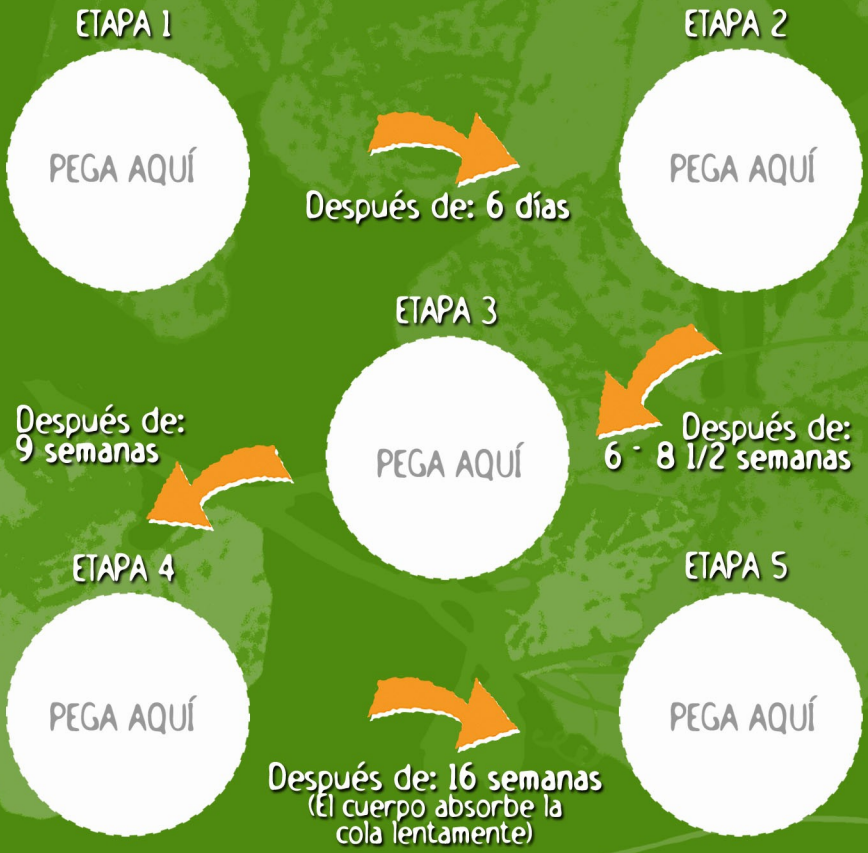 ETAPA 1
PEGA AQUÍ
Después de: 6 días
ETAPA 2
PEGA AQUÍ
Después de:
6 - 8 1/2 semanas
ETAPA 3
PEGA AQUÍ
Después de:
9 semanas
ETAPA 4
PEGA AQUÍ
Después de: 16 semanas
(El cuerpo absorbe la
cola lentamente)
ETAPA 5
PEGA AQUÍ